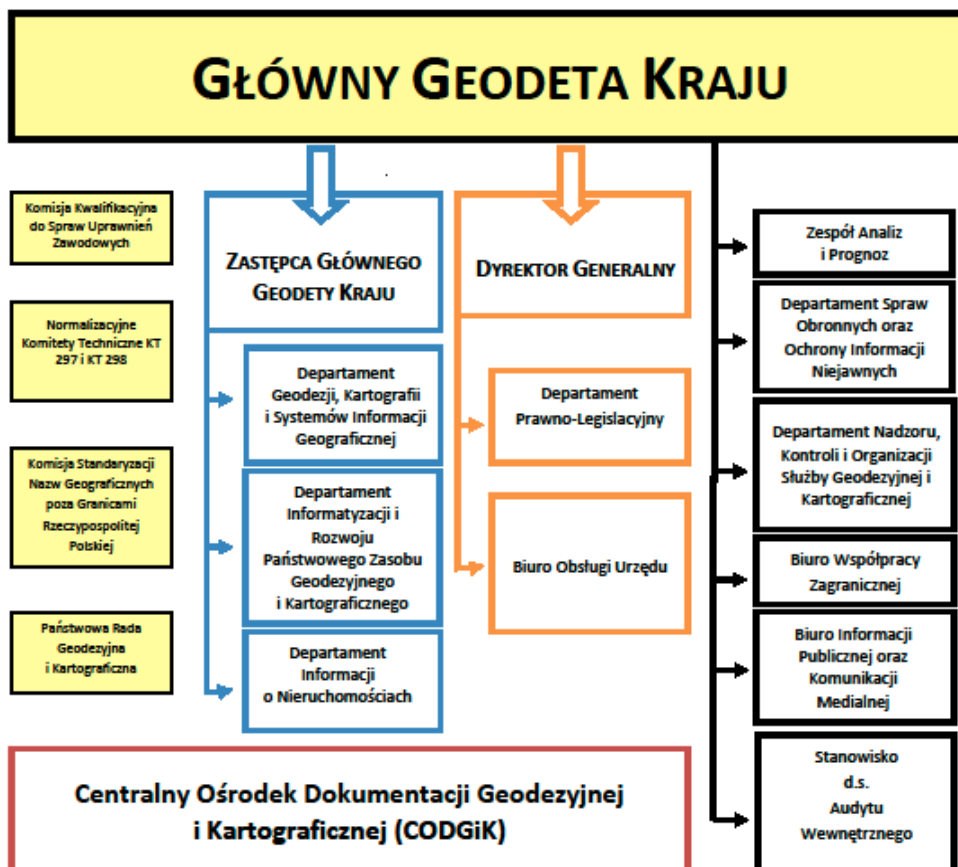 GŁÓWNY GEODETA KRAJU
Komisja Kwalifikacyjna
do Spraw Uprawnień
Zawodowych
Normalizacyjne
Komitety Techniczne KT
297 i KT 298
Komisja Standaryzacji
Nazw Geograficznych
poza Granicami
Rzeczypospolitej
Polskiej
Państwowa Rada
Geodezyjna
i Kartograficzna
ZASTĘPCA GŁÓWNEGO
GEODETY KRAJU
Departament
Geodezji, Kartografii
i Systemów Informacji
Geograficznej
Departament
Informatyzacji i
Rozwoju
Państwowego Zasobu
Geodezyjnego
i Kartograficznego
Departament
Informacji
o Nieruchomościach
DYREKTOR GENERALNY
Departament
Prawno-Legislacyjny
Biuro Obsługi Urzędu
Zespół Analiz
i Prognoz
Departament Spraw
Obronnych oraz
Ochrony Informacji
Niejawnych
Departament Nadzoru,
Kontroli i Organizacji
Służby Geodezyjnej i
Kartograficznej
Biuro Współpracy
Zagranicznej
Biuro Informacji
Publicznej oraz
Komunikacji
Medialnej
Stanowisko
d.s.
Audytu
Wewnętrznego
Centralny Ośrodek Dokumentacji Geodezyjnej
i Kartograficznej (CODGiK)